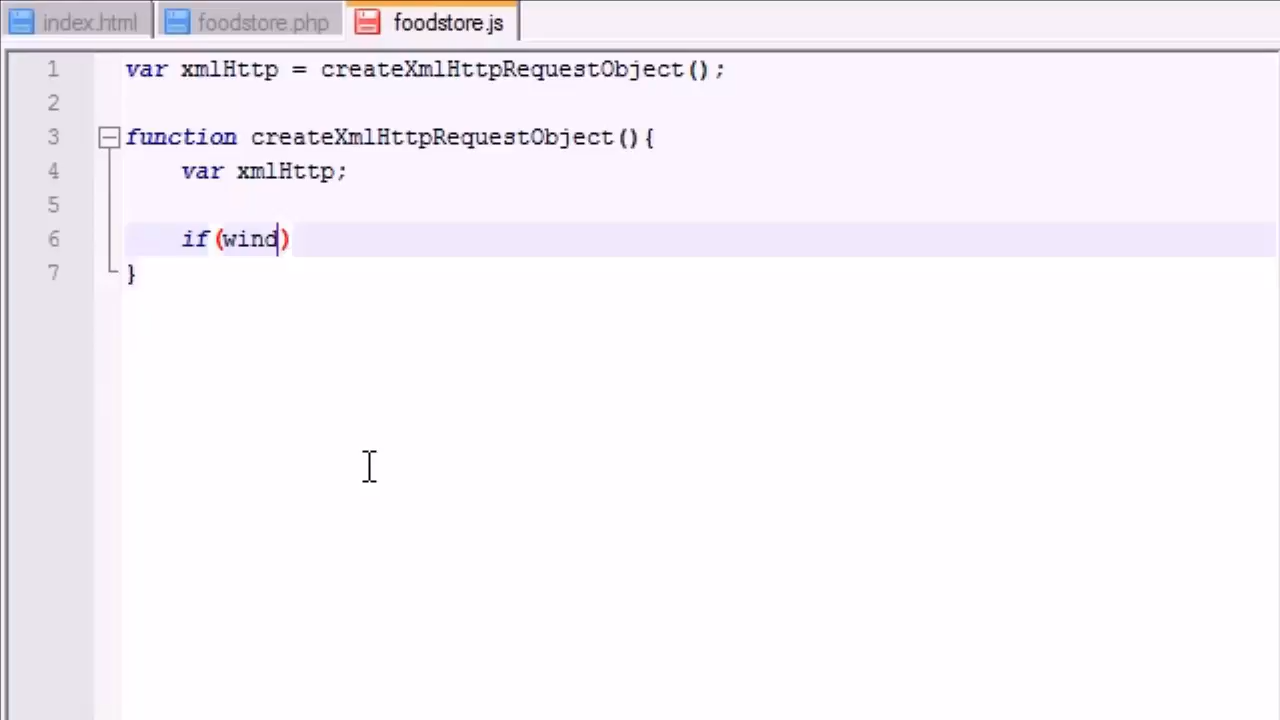 index.html foodstore.php foodstore.js
1 var xmlHttp = createXmlHttpRequestObject();
2
3 function createXmlHttpRequestObject(){
4 var xmlHttp;
5
6 if(wind)
7 }